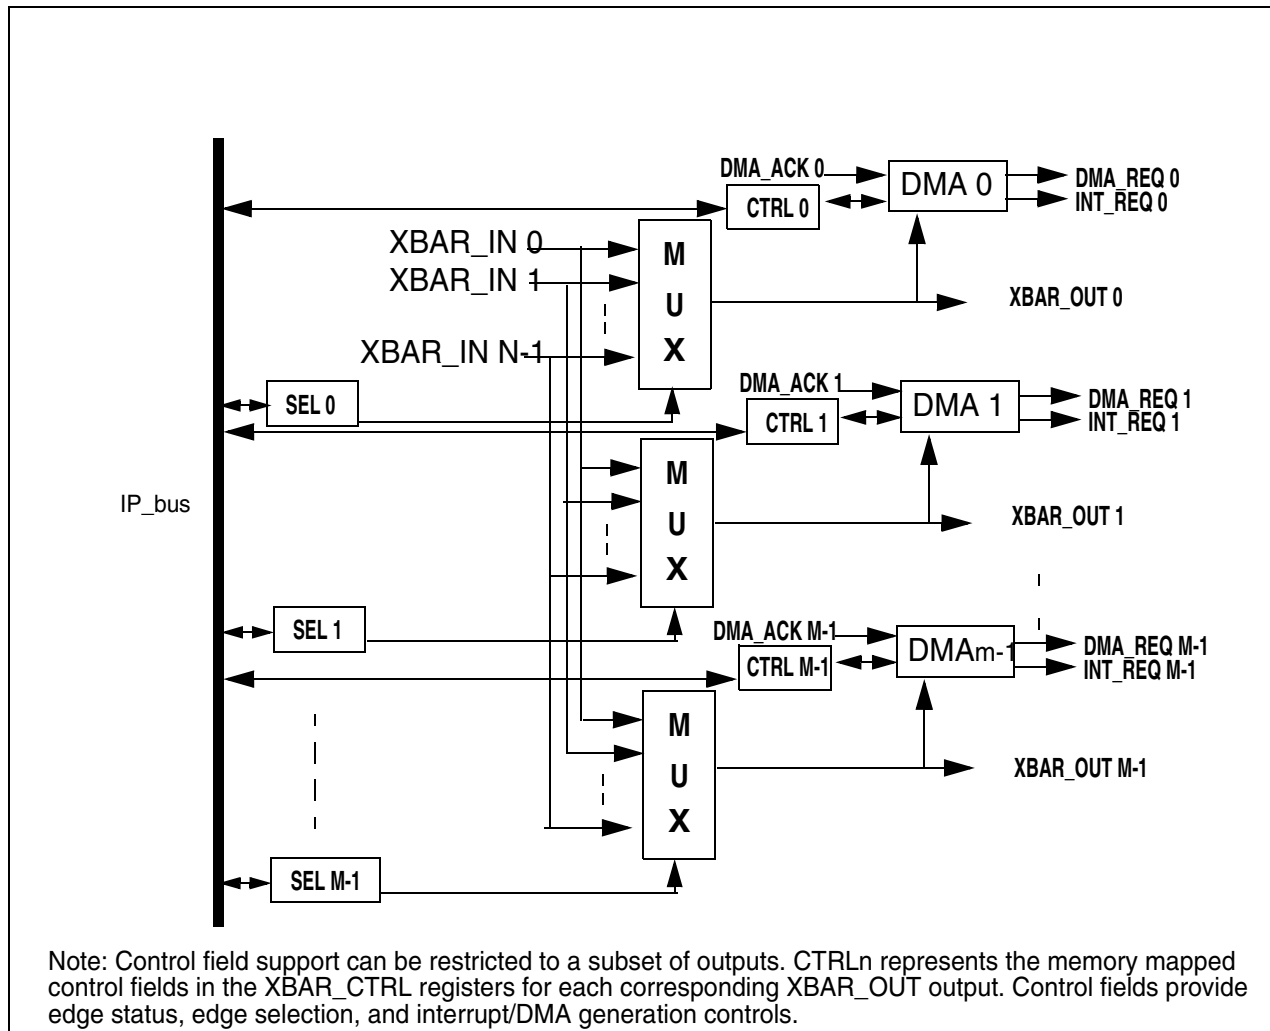 DMA_ACK 0
DMA 0
DMA_REQ 0
CTRL 0
INT_REQ 0
XBAR_IN 0
XBAR_IN 1
XBAR_IN N-1
M
U
X
XBAR_OUT 0
SEL 0
DMA_ACK 1
DMA 1
DMA_REQ 1
CTRL 1
INT_REQ 1
IP_bus
M
U
X
XBAR_OUT 1
SEL 1
DMA_ACK M-1
DMAm-1
DMA_REQ M-1
CTRL M-1
INT_REQ M-1
M
U
X
XBAR_OUT M-1
SEL M-1
Note: Control field support can be restricted to a subset of outputs. CTRLn represents the memory mapped
control fields in the XBAR_CTRL registers for each corresponding XBAR_OUT output. Control fields provide
edge status, edge selection, and interrupt/DMA generation controls.